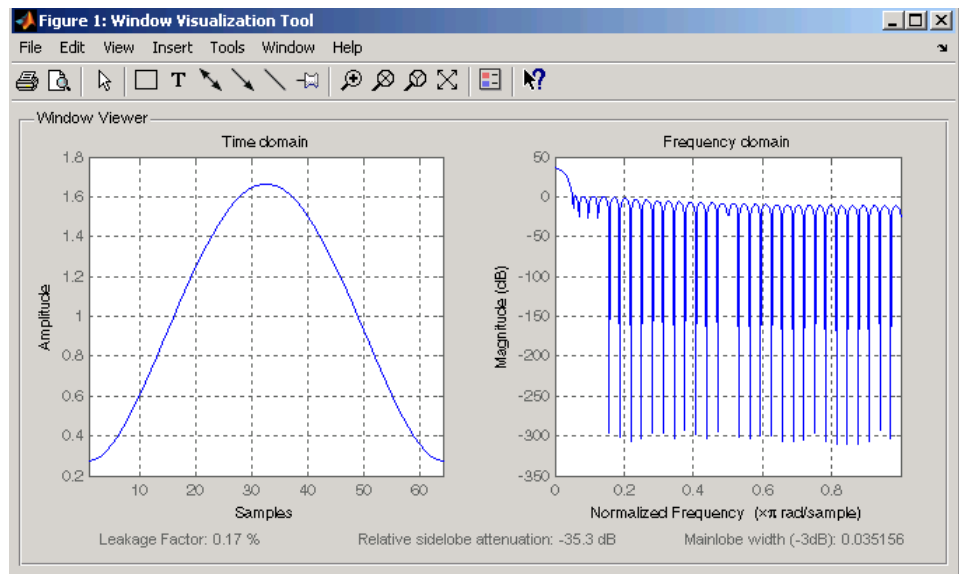 Figure 1: Window Visualization Tool
File Edit View Insert Tools Window Help
T
Window Viewer
Time domain
1.8
1.6
1.4
1.2
1
0.8
0.6
0.4
0.2
Amplitude
10 20 30 40 50 60
Samples
Frequency domain
50
0
-50
-100
-150
-200
-250
-300
-350
Magnitude (dB)
0 0.2 0.4 0.6 0.8
Normalized Frequency (×π rad/sample)
Leakage Factor: 0.17 % Relative sidelobe attenuation: -35.3 dB Mainlobe width (-3dB): 0.035156